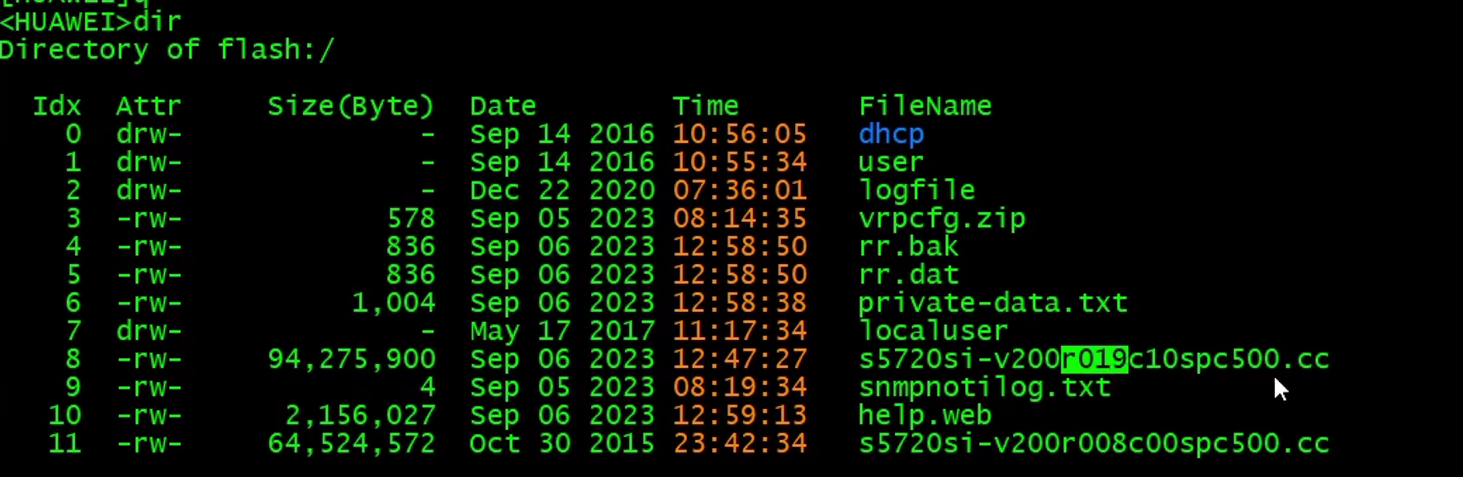 <HUAWEI>dir
Directory of flash:/
Idx Attr Size(Byte) Date Time FileName
0 drw- - Sep 14 2016 10:56:05 dhcp
1 drw- - Sep 14 2016 10:55:34 user
2 drw- - Dec 22 2020 07:36:01 logfile
3 -rw- 578 Sep 05 2023 08:14:35 vrpcfg.zip
4 -rw- 836 Sep 06 2023 12:58:50 rr.bak
5 -rw- 836 Sep 06 2023 12:58:50 rr.dat
6 -rw- 1,004 Sep 06 2023 12:58:38 private-data.txt
7 drw- - May 17 2017 11:17:34 localuser
8 -rw- 94,275,900 Sep 06 2023 12:47:27 s5720si-v200r019c10spc500.cc
9 -rw- 4 Sep 05 2023 08:19:34 snmpnotilog.txt
10 -rw- 2,156,027 Sep 06 2023 12:59:13 help.web
11 -rw- 64,524,572 Oct 30 2015 23:42:34 s5720si-v200r008c00spc500.cc